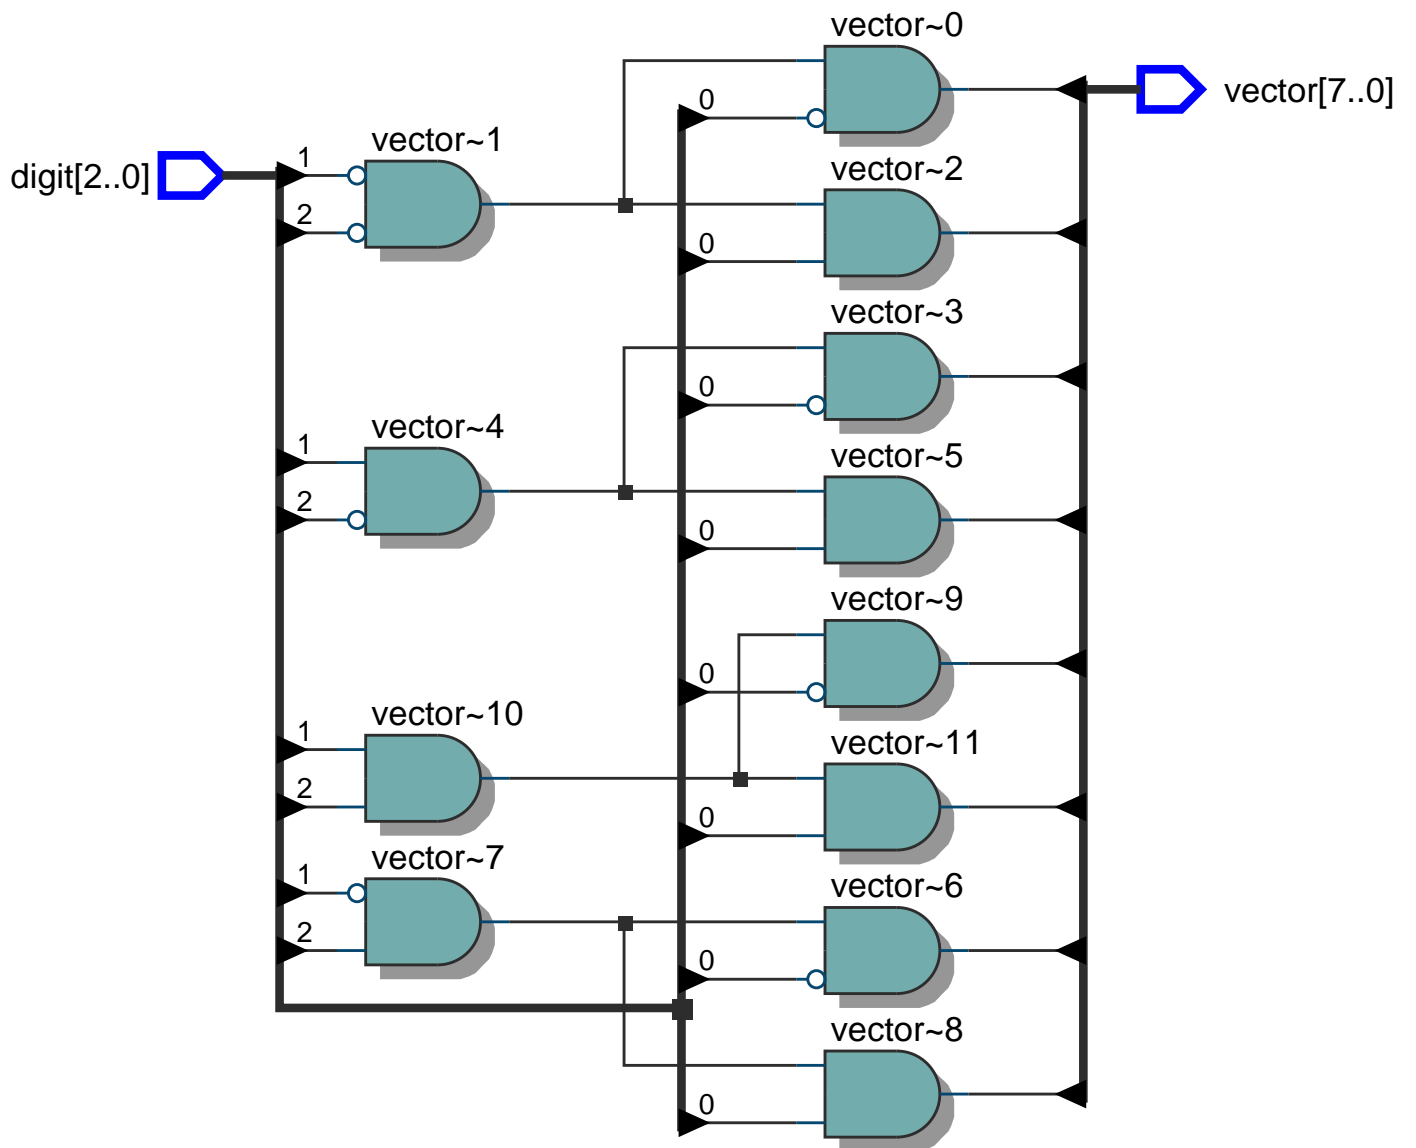 vector~0
0
vector[7..0]
vector~1
digit[2..0]
1
2
vector~2
0
vector~3
0
vector~4
1
2
vector~5
0
vector~9
0
vector~10
1
2
vector~11
0
vector~7
1
2
vector~6
0
vector~8
0